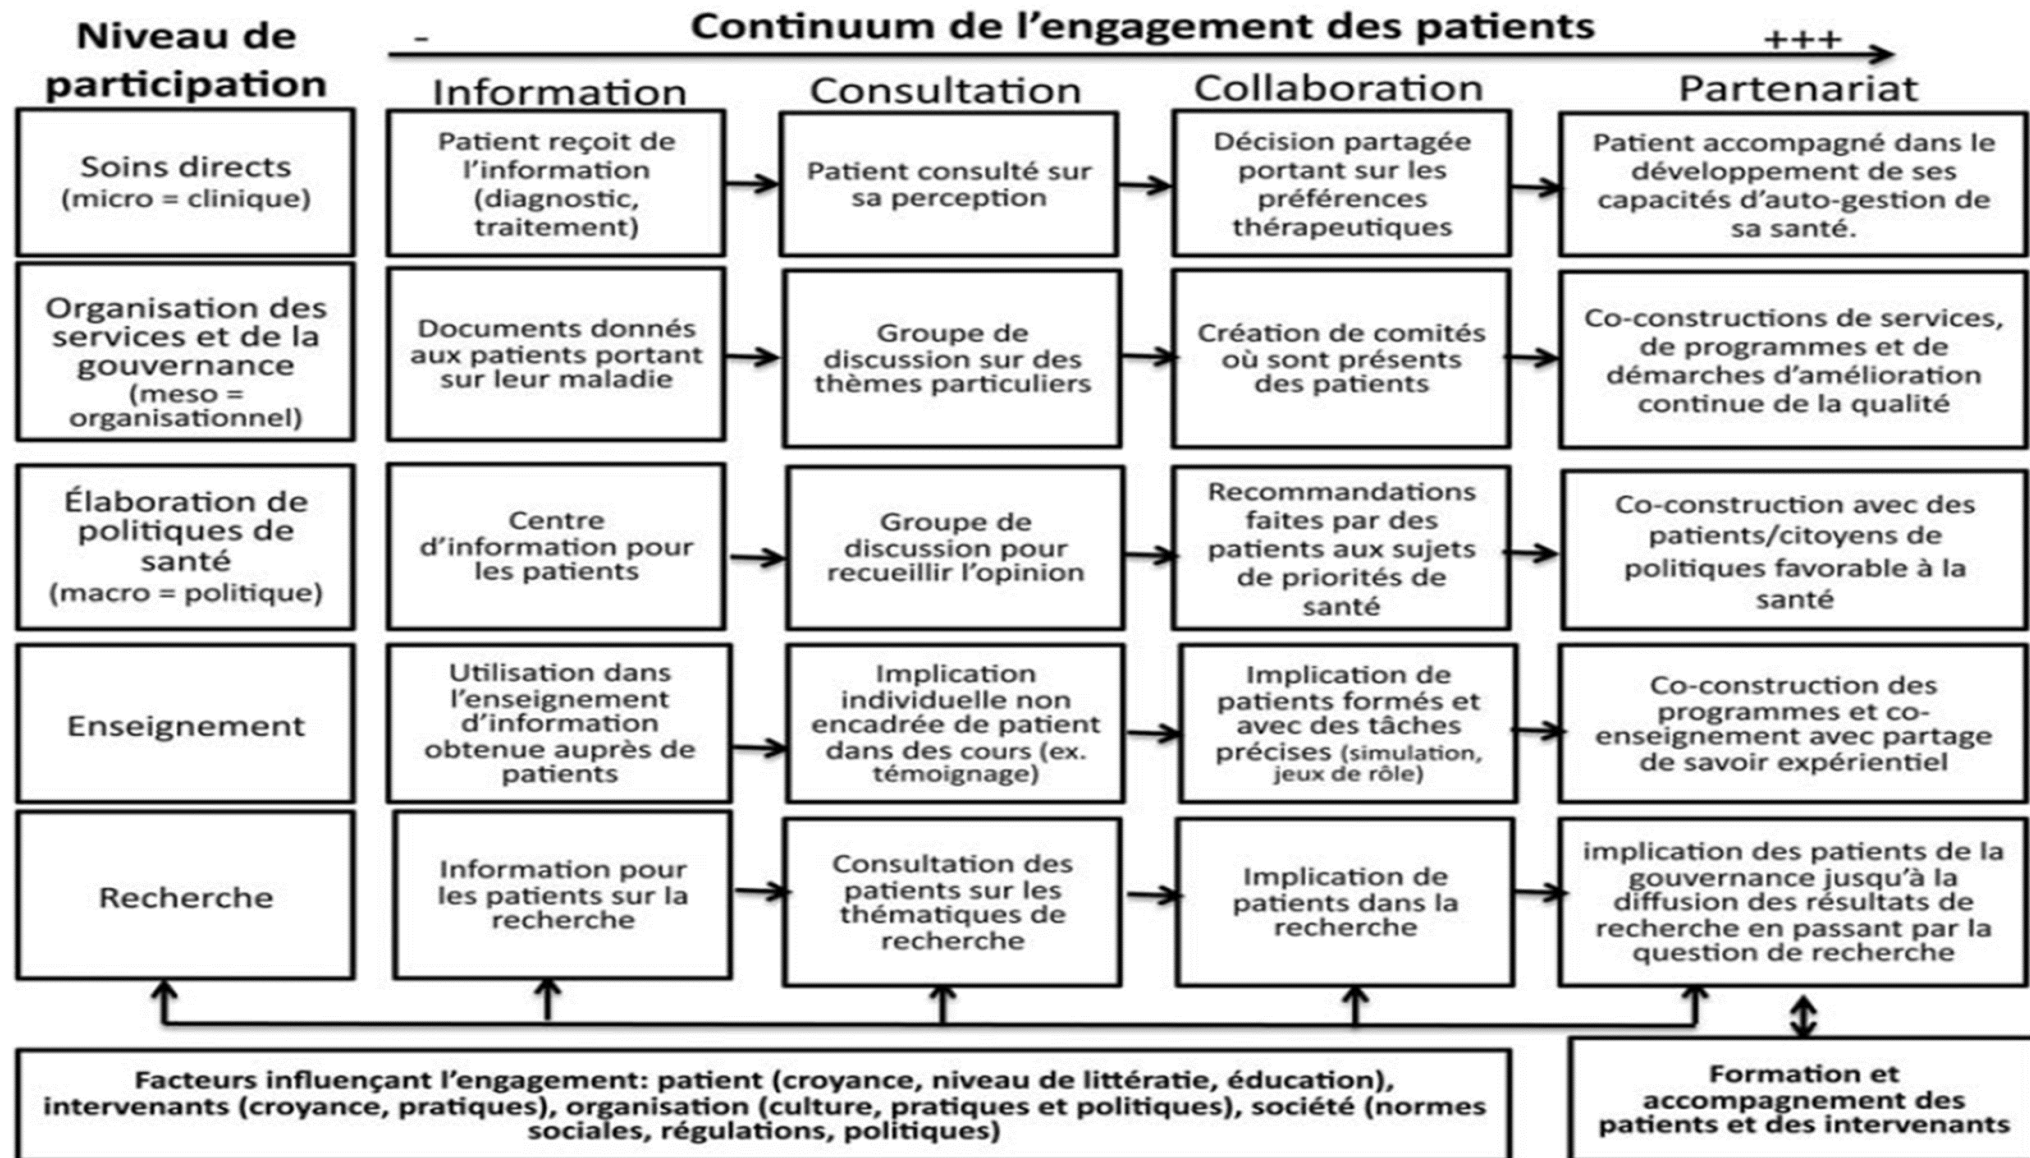 Niveau de
participation
-
Continuum de l’engagement des patients
+++
Information
Consultation
Collaboration
Partenariat
Soins directs
(micro = clinique)
Patient reçoit de
l’information
(diagnostic,
traitement)
Patient consulté sur
sa perception
Décision partagée
portant sur les
préférences
thérapeutiques
Patient accompagné dans le
développement de ses
capacités d’auto-gestion de
sa santé.
Organisation des
services et de la
gouvernance
(meso =
organisationnel)
Documents donnés
aux patients portant
sur leur maladie
Groupe de
discussion sur des
thèmes particuliers
Création de comités
où sont présents
des patients
Co-constructions de services,
de programmes et de
démarches d’amélioration
continue de la qualité
Élaboration de
politiques de
santé
(macro = politique)
Centre
d’information pour
les patients
Groupe de
discussion pour
recueillir l’opinion
Recommandations
faites par des
patients aux sujets
de priorités de
santé
Co-construction avec des
patients/citoyens de
politiques favorable à la
santé
Enseignement
Utilisation dans
l’enseignement
d’information
obtenue auprès de
patients
Implication
individuelle non
encadrée de patient
dans des cours (ex.
témoignage)
Implication de
patients formés et
avec des tâches
précises (simulation,
jeux de rôle)
Co-construction des
programmes et co-
enseignement avec partage
de savoir expérientiel
Recherche
Information pour
les patients sur la
recherche
Consultation des
patients sur les
thématiques de
recherche
Implication de
patients dans la
recherche
implication des patients de la
gouvernance jusqu’à la
diffusion des résultats de
recherche en passant par la
question de recherche
Facteurs influençant l’engagement: patient (croyance, niveau de littératie, éducation),
intervenants (croyance, pratiques), organisation (culture, pratiques et politiques), société (normes
sociales, régulations, politiques)
Formation et
accompagnement des
patients et des intervenants